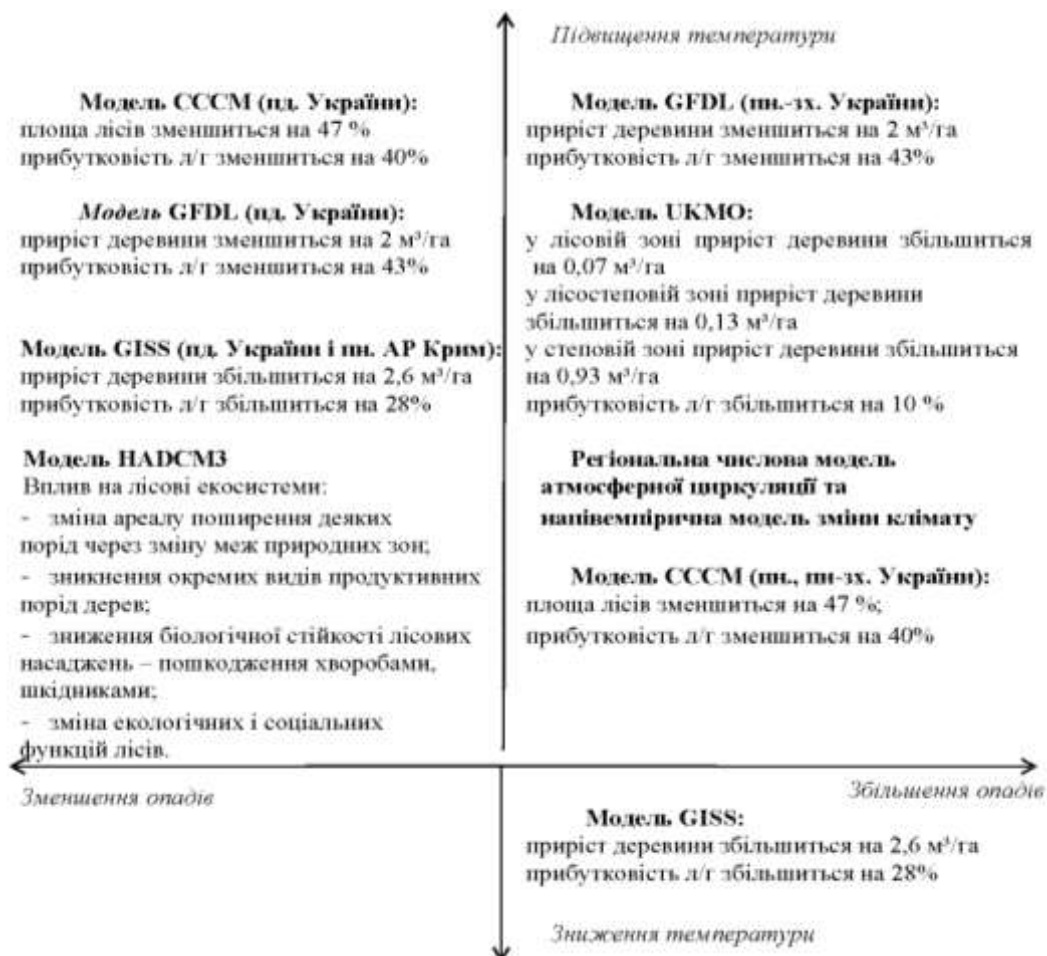 Підвищення температури
Модель CCCM (пд. України):
площа лісів зменшиться на 47 %
прибутковість л/г зменшиться на 40%
Модель GFDL (пд. України):
приріст деревини зменшиться на 2 м³/га
прибутковість л/г зменшиться на 43%
Модель GISS (пд. України і пн. АР Крим):
приріст деревини збільшиться на 2,6 м³/га
прибутковість л/г збільшиться на 28%
Модель HADCM3
Вплив на лісові екосистеми:
- зміна ареалу поширення деяких
порід через зміну меж природних зон;
- зникнення окремих видів продуктивних
порід дерев;
- зниження біологічної стійкості лісових
насаджень – пошкодження хворобами,
шкідниками;
- зміна екологічних і соціальних
функцій лісів.
Модель GFDL (пн.-зх. України):
приріст деревини зменшиться на 2 м³/га
прибутковість л/г зменшиться на 43%
Модель UKMO:
у лісовій зоні приріст деревини збільшиться
на 0,07 м³/га
у лісостеповій зоні приріст деревини
збільшиться на 0,13 м³/га
у степовій зоні приріст деревини збільшиться
на 0,93 м³/га
прибутковість л/г збільшиться на 10 %
Регіональна числова модель
атмосферної циркуляції та
напівемпірична модель зміни клімату
Модель CCCM (пн., пн-зх. України):
площа лісів зменшиться на 47 %;
прибутковість л/г зменшиться на 40%
Зменшення опадів
Збільшення опадів
Модель GISS:
приріст деревини збільшиться на 2,6 м³/га
прибутковість л/г збільшиться на 28%
Зниження температури